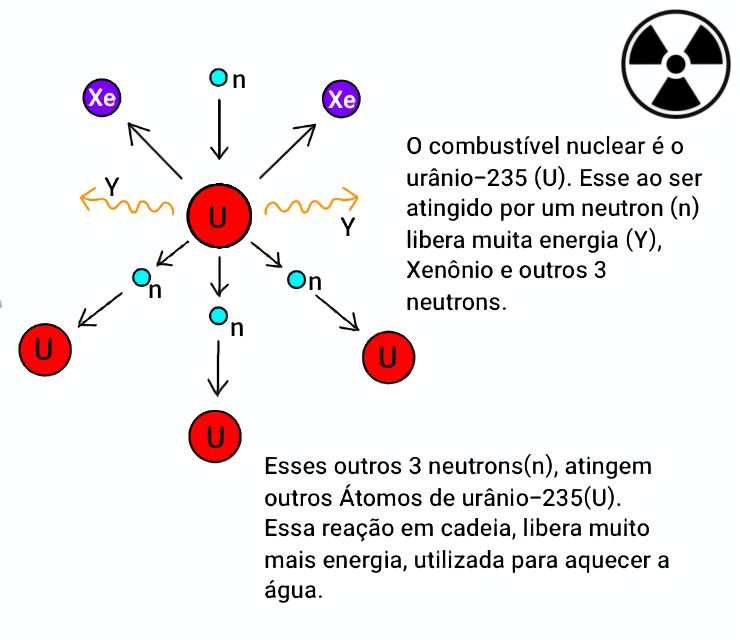 n
Xe
Xe
O combustível nuclear é o
urânio-235 (U). Esse ao ser
atingido por um neutron (n)
libera muita energia (Y),
Xenônio e outros 3
neutrons.
Y
U
Y
n
n
n
U
U
U
Esses outros 3 neutrons(n), atingem
outros Átomos de urânio-235(U).
Essa reação em cadeia, libera muito
mais energia, utilizada para aquecer a
água.